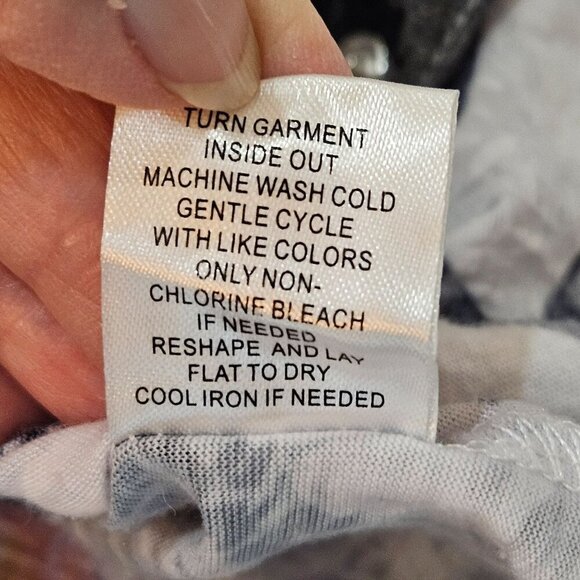 TURN GARMENT
INSIDE OUT
MACHINE WASH COLD
GENTLE CYCLE
WITH LIKE COLORS
ONLY NON-
CHLORINE BLEACH
IF NEEDED
RESHAPE AND LAY
FLAT TO DRY
COOL IRON IF NEEDED